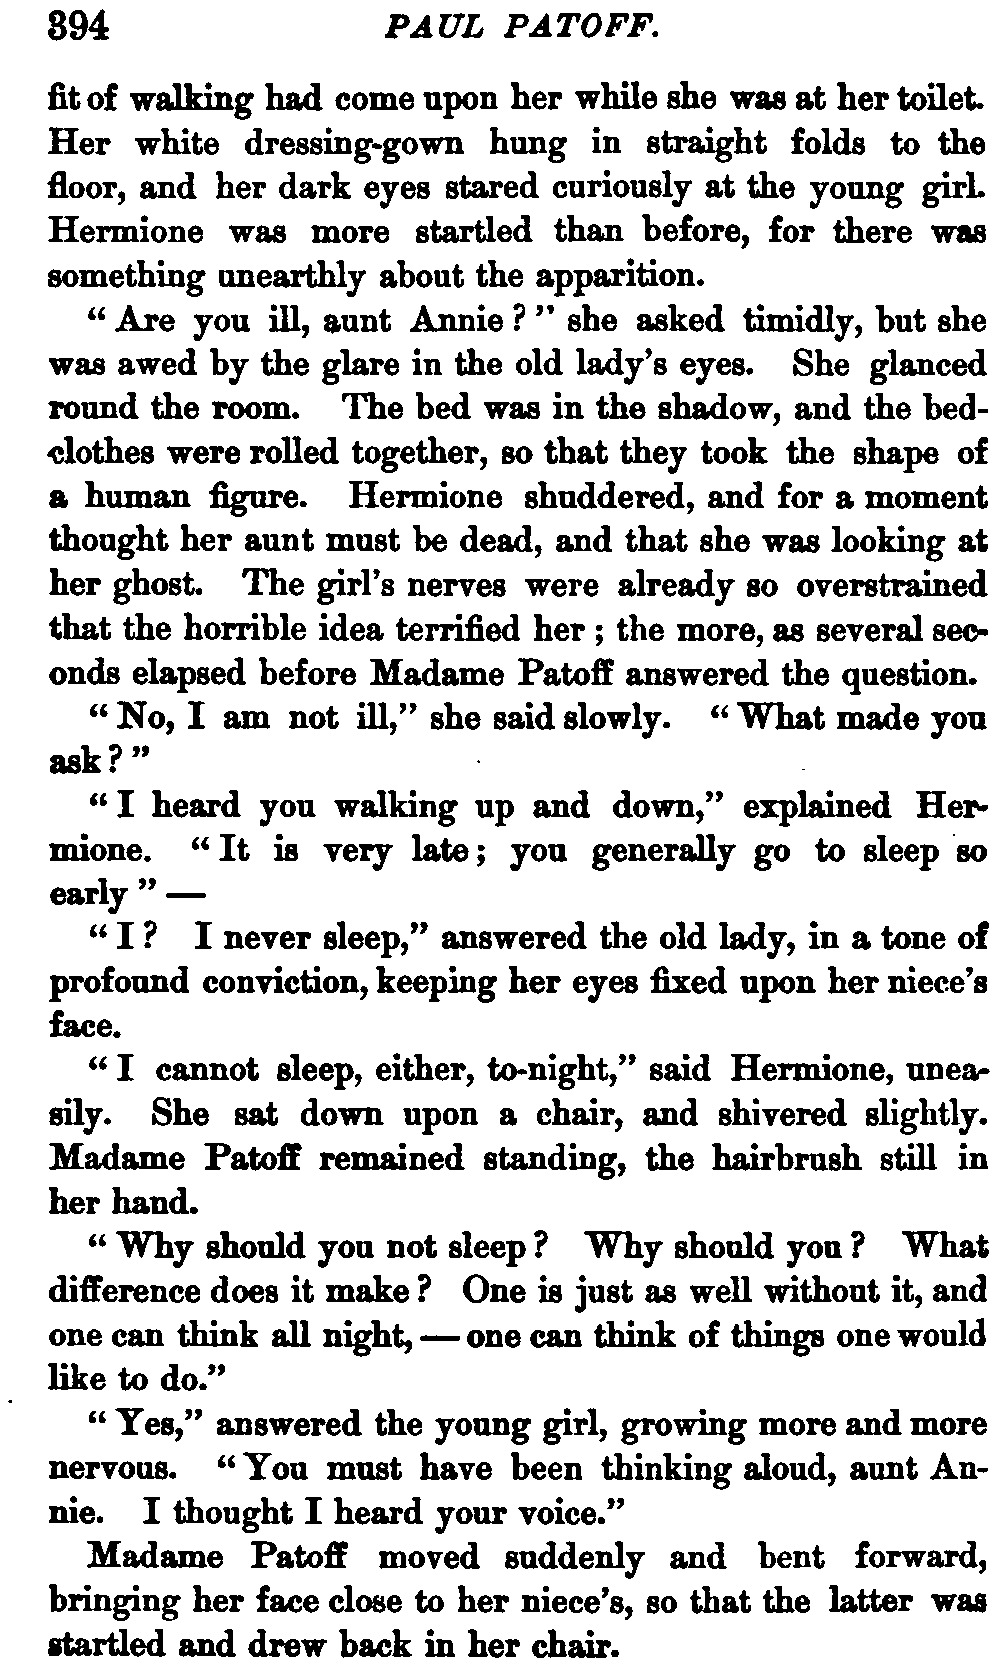 394 PAUL PATOFF.
fit of walking had come upon her while she was at her toilet.
Her white dressing-gown hung in straight folds to the
floor, and her dark eyes stared curiously at the young girl.
Hermione was more startled than before, for there was
something unearthly about the apparition.
“Are you ill, aunt Annie?” she asked timidly, but she
was awed by the glare in the old lady’s eyes. She glanced
round the room. The bed was in the shadow, and the bed-
clothes were rolled together, so that they took the shape of
a human figure. Hermione shuddered, and for a moment
thought her aunt must be dead, and that she was looking at
her ghost. The girl’s nerves were already so overstrained
that the horrible idea terrified her; the more, as several sec-
onds elapsed before Madame Patoff answered the question.
“No, I am not ill,” she said slowly. “What made you
ask?”
“I heard you walking up and down,” explained Her-
mione. “It is very late; you generally go to sleep so
early”—
“I? I never sleep,” answered the old lady, in a tone of
profound conviction, keeping her eyes fixed upon her niece’s
face.
“I cannot sleep, either, to-night,” said Hermione, unea-
sily. She sat down upon a chair, and shivered slightly.
Madame Patoff remained standing, the hairbrush still in
her hand.
“Why should you not sleep? Why should you? What
difference does it make? One is just as well without it, and
one can think all night,—one can think of things one would
like to do.”
“Yes,” answered the young girl, growing more and more
nervous. “You must have been thinking aloud, aunt An-
nie. I thought I heard your voice.”
Madame Patoff moved suddenly and bent forward,
bringing her face close to her niece’s, so that the latter was
startled and drew back in her chair.